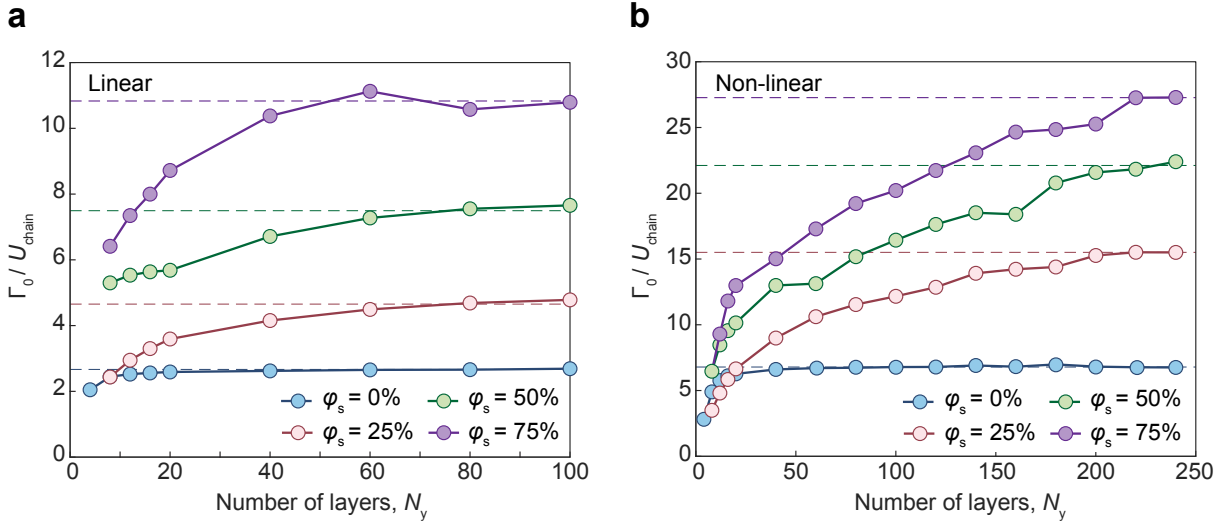 a
Linear
Γ0 / Uchain
12
10
8
6
4
2
0
0 20 40 60 80 100
Number of layers, Ny
φs = 0%
φs = 50%
φs = 25%
φs = 75%
b
Non-linear
Γ0 / Uchain
30
25
20
15
10
5
0
0 50 100 150 200 250
Number of layers, Ny
φs = 0%
φs = 50%
φs = 25%
φs = 75%